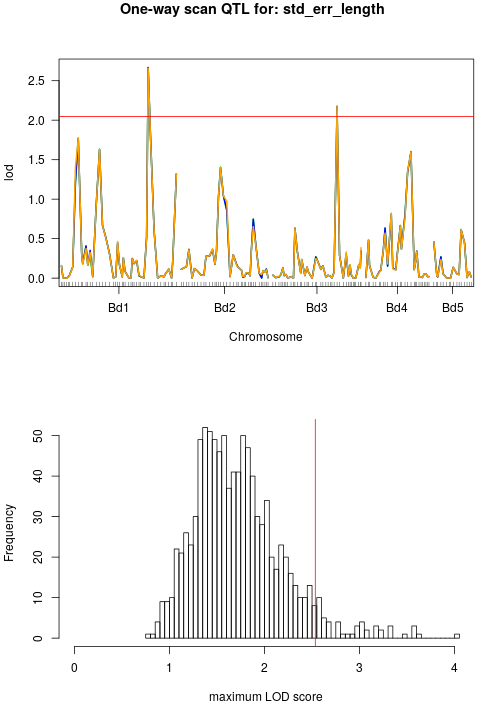 One-way scan QTL for: std_err_length
lod
2.5
2.0
1.5
1.0
0.5
0.0
Bd1 Bd2 Bd3 Bd4 Bd5
Chromosome
Frequency
50
40
30
20
10
0
0 1 2 3 4
maximum LOD score